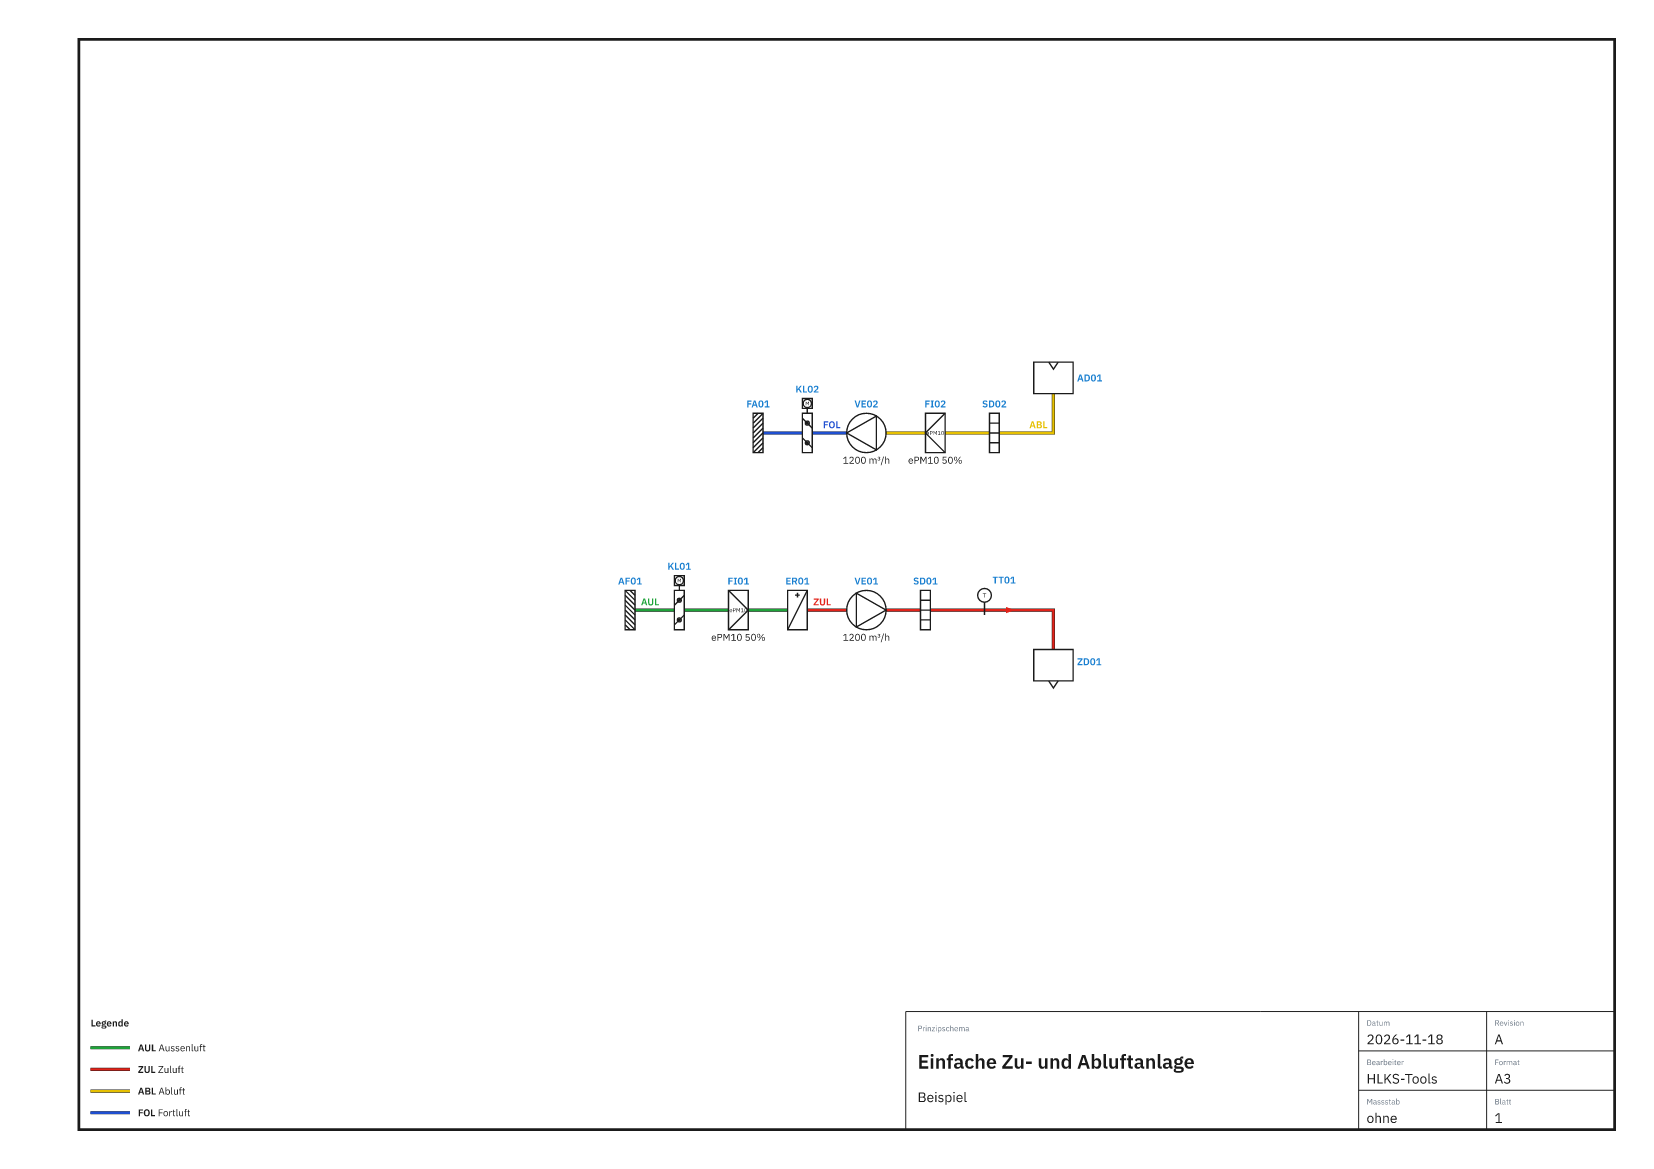 AD01
KL02
FA01
VE02
FI02
SD02
FOL
ABL
1200 m³/h
ePM10 50%
KL01
AF01
FI01
ER01
VE01
SD01
TT01
T
AUL
ZUL
ePM10 50%
1200 m³/h
ZD01
Legende
AUL Aussenluft
ZUL Zuluft
ABL Abluft
FOL Fortluft
Prinzipschema
Einfache Zu- und Abluftanlage
Beispiel
Datum
2026-11-18
Revision
A
Bearbeiter
HLKS-Tools
Format
A3
Massstab
ohne
Blatt
1